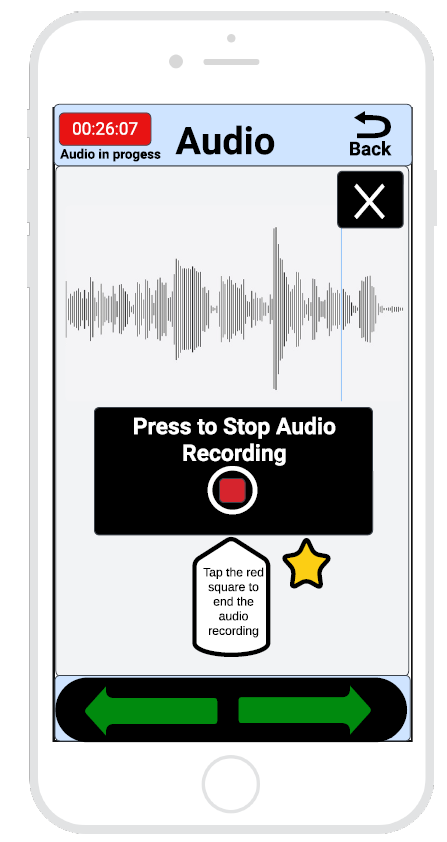 00:26:07
Audio in progess
Audio
Back
Press to Stop Audio
Recording
Tap the red
square to
end the
audio
recording